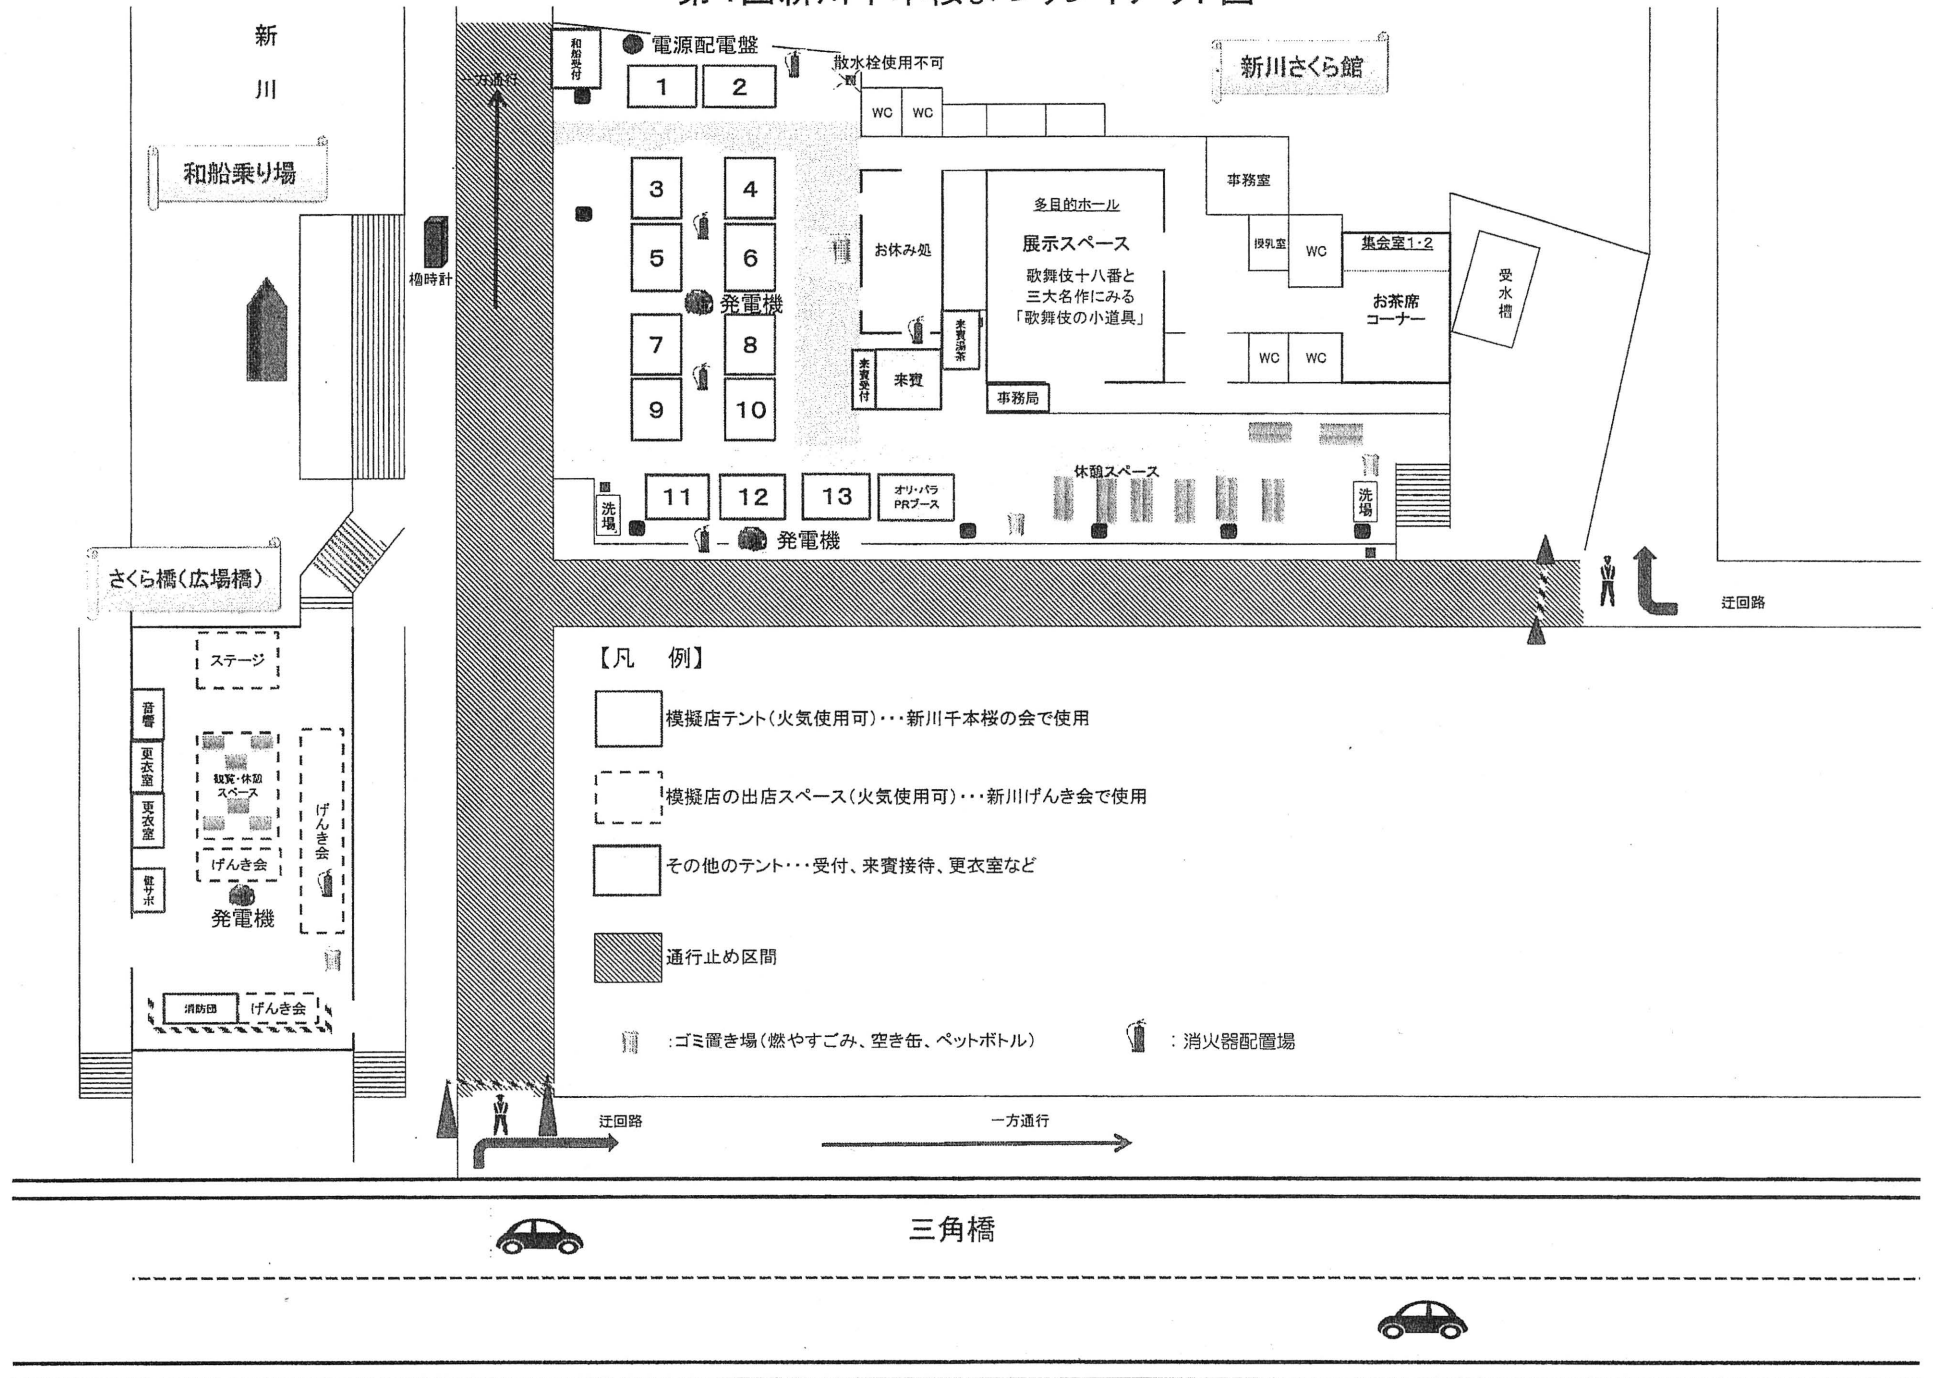 新川
一方通行
和船受付
電源配電盤
散水栓使用不可
新川さくら館
1
2
WC
WC
和船乗り場
3
4
5
6
発電機
7
8
9
10
櫓時計
お休み処
多目的ホール
展示スペース
歌舞伎十八番と
三大名作にみる
「歌舞伎の小道具」
事務室
授乳室
WC
集会室1・2
お茶席
コーナー
受水槽
来賓湯茶
来賓受付
来賓
事務局
WC
WC
休憩スペース
11
12
13
オリ・パラ
PRブース
洗場
洗場
発電機
さくら橋(広場橋)
迂回路
ステージ
音響
更衣室
更衣室
観覧・休憩
スペース
げんき会
げんき会
健サポ
発電機
消防団
げんき会
【凡　例】
模擬店テント(火気使用可)・・・新川千本桜の会で使用
模擬店の出店スペース(火気使用可)・・・新川げんき会で使用
その他のテント・・・受付、来賓接待、更衣室など
通行止め区間
:ゴミ置き場(燃やすごみ、空き缶、ペットボトル)
:消火器配置場
迂回路
一方通行
三角橋